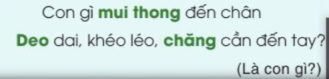 Con gì mui thong đến chân
Deo dai, khéo léo, chăng cần đến tay?
(Là con gì?)